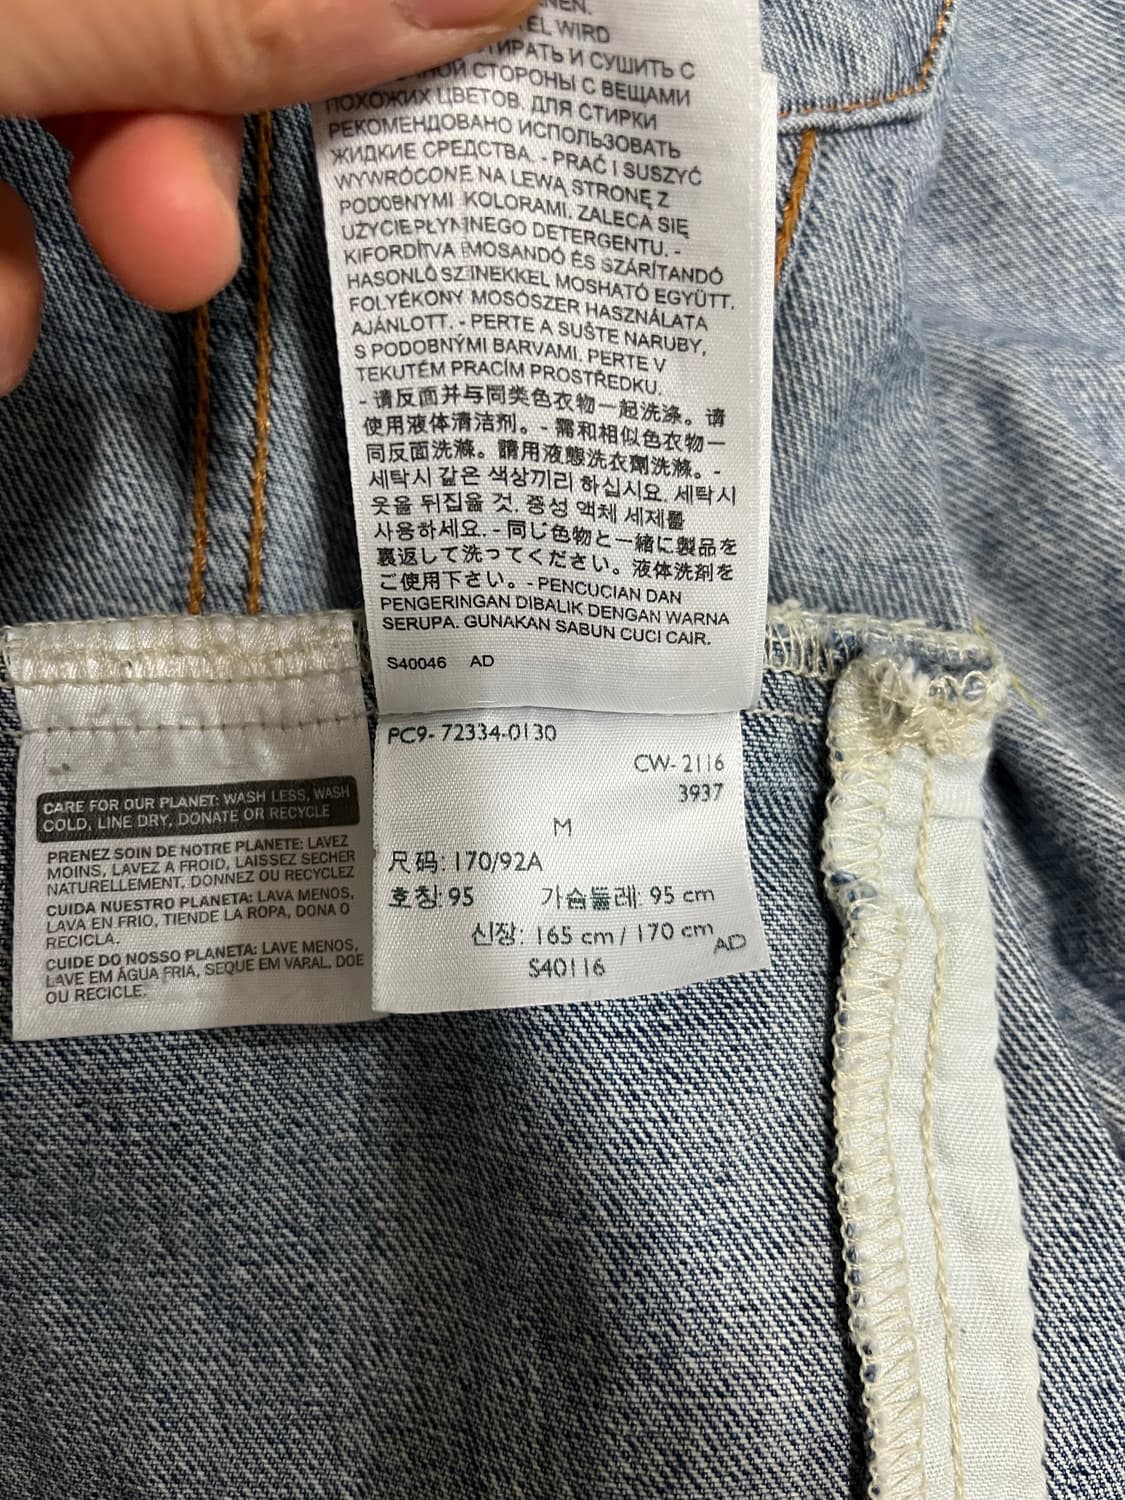 NEN.
EL WIRD
ТИРАТЬ И СУШИТЬ С
НОЙ СТОРОНЫ С ВЕЩАМИ
ПОХОЖИХ ЦВЕТОВ. ДЛЯ СТИРКИ
РЕКОМЕНДОВАНО ИСПОЛЬЗОВАТЬ
ЖИДКИЕ СРЕДСТВА. - PRAĆ I SUSZYĆ
WYWRÓCONE NA LEWĄ STRONĘ Z
PODOBNYMI KOLORAMI. ZALECA SIĘ
UŻYCIE PŁYNNEGO DETERGENTU. -
KIFORDÍTVA MOSANDÓ ÉS SZÁRÍTANDÓ
HASONLÓ SZÍNEKKEL MOSHATÓ EGYÜTT.
FOLYÉKONY MOSÓSZER HASZNÁLATA
AJÁNLOTT. - PERTE A SUŠTE NARUBY,
S PODOBNÝMI BARVAMI. PERTE V
TEKUTÉM PRACÍM PROSTŘEDKU.
- 请反面并与同类色衣物一起洗涤。请
使用液体清洁剂。- 需和相似色衣物一
同反面洗滌。請用液態洗衣劑洗滌。-
세탁시 같은 색상끼리 하십시요. 세탁시
옷을 뒤집을 것. 중성 액체 세제를
사용하세요. - 同じ色物と一緒に製品を
裏返して洗ってください。液体洗剤を
ご使用下さい。- PENCUCIAN DAN
PENGERINGAN DIBALIK DENGAN WARNA
SERUPA. GUNAKAN SABUN CUCI CAIR.
S40046 AD
PC9-72334-0130
CW-2116
3937
M
尺码: 170/92A
호칭: 95 가슴둘레: 95 cm
신장: 165 cm / 170 cm
AD
S40116
CARE FOR OUR PLANET: WASH LESS, WASH
COLD, LINE DRY, DONATE OR RECYCLE
PRENEZ SOIN DE NOTRE PLANETE: LAVEZ
MOINS, LAVEZ A FROID, LAISSEZ SECHER
NATURELLEMENT, DONNEZ OU RECYCLEZ
CUIDA NUESTRO PLANETA: LAVA MENOS,
LAVA EN FRIO, TIENDE LA ROPA, DONA O
RECICLA.
CUIDE DO NOSSO PLANETA: LAVE MENOS,
LAVE EM ÁGUA FRIA, SEQUE EM VARAL, DOE
OU RECICLE.